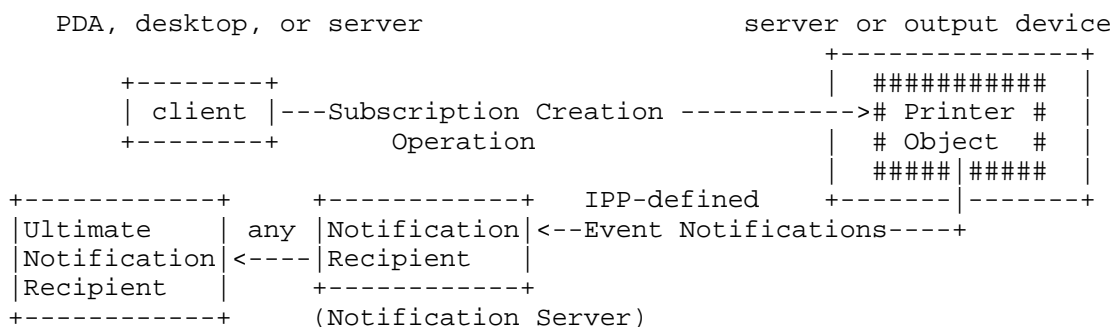 PDA, desktop, or server                     server or output device
                                                  +---------------+
       +--------+                                 |  ###########  |
       | client |---Subscription Creation -----------># Printer #  |
       +--------+       Operation                 |  # Object  #  |
                                                  |  #####|#####  |
+------------+     +------------+   IPP-defined   +-------|-------+
|Ultimate    | any |Notification|<--Event Notifications----+
|Notification|<----|Recipient   |
|Recipient   |     +------------+
+------------+     (Notification Server)